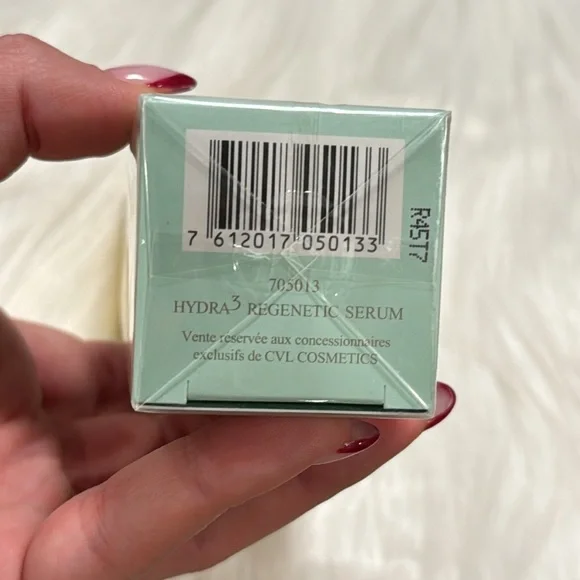 7 612017 050133
R45T7
705013
HYDRA³ REGENETIC SERUM
Vente reservée aux concessionnaires
exclusifs de CVL COSMETICS